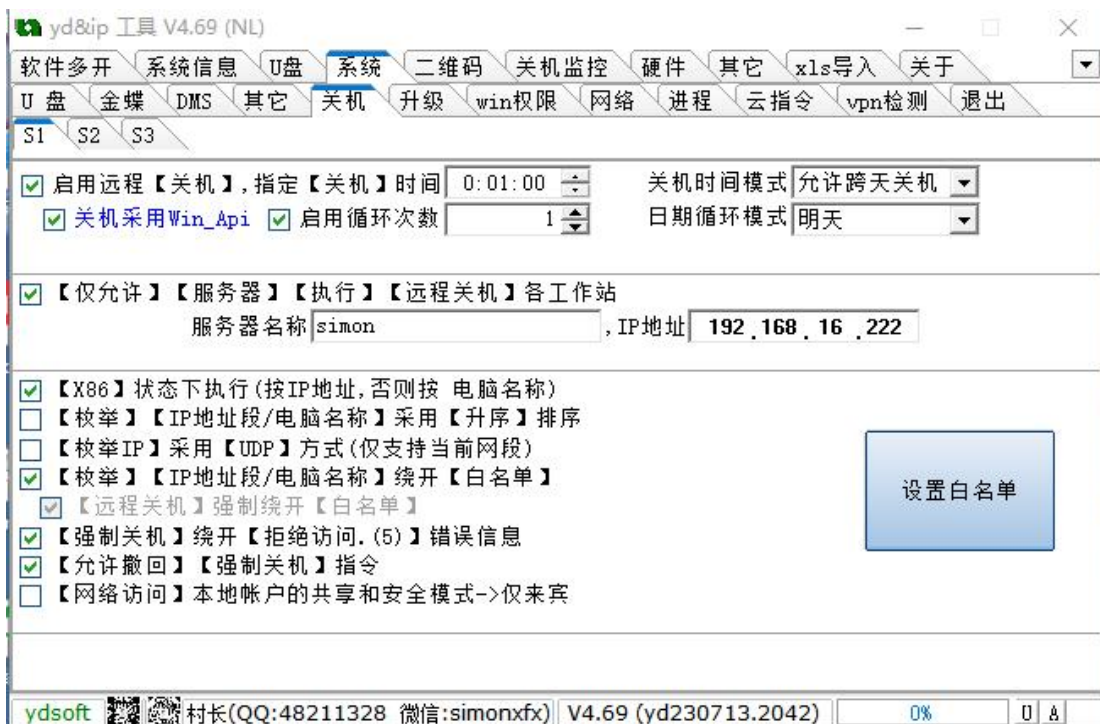 yd&ip 工具 V4.69 (NL)
软件多开 系统信息 U盘 系统 二维码 关机监控 硬件 其它 xls导入 关于
U 盘 金蝶 DMS 其它 关机 升级 win权限 网络 进程 云指令 vpn检测 退出
S1 S2 S3
启用远程【关机】,指定【关机】时间 0:01:00 关机时间模式 允许跨天关机
关机采用Win_Api 启用循环次数 1 日期循环模式 明天
【仅允许】【服务器】【执行】【远程关机】各工作站
服务器名称 simon ,IP地址 192.168.16.222
【X86】状态下执行(按IP地址,否则按 电脑名称)
【枚举】【IP地址段/电脑名称】采用【升序】排序
【枚举IP】采用【UDP】方式(仅支持当前网段)
【枚举】【IP地址段/电脑名称】绕开【白名单】
设置白名单
【远程关机】强制绕开【白名单】
【强制关机】绕开【拒绝访问.(5)】错误信息
【允许撤回】【强制关机】指令
【网络访问】本地帐户的共享和安全模式->仅来宾
ydsoft 村长(QQ:48211328 微信:simonxfx) V4.69 (yd230713.2042) 0% U A